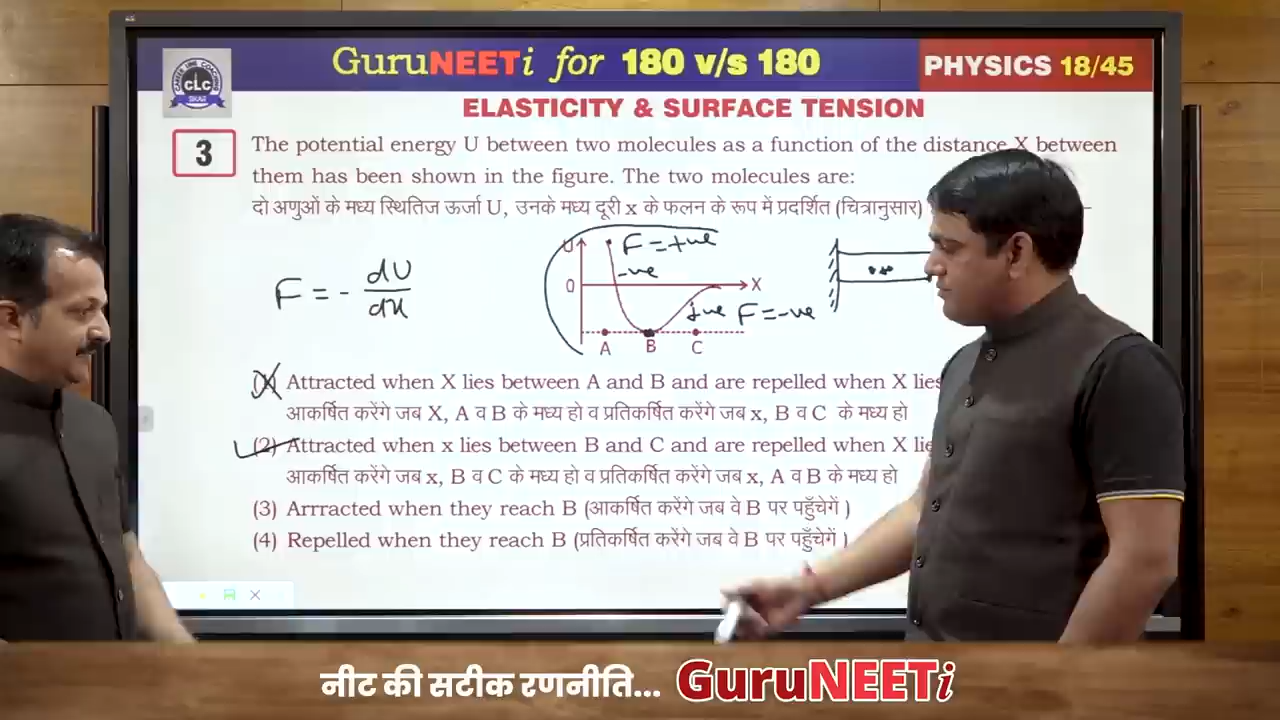 GuruNEETi for 180 v/s 180
PHYSICS 18/45
CAREER LINE COACHING
CLC
SIKAR
ELASTICITY & SURFACE TENSION
3
The potential energy U between two molecules as a function of the distance X between
them has been shown in the figure. The two molecules are:
दो अणुओं के मध्य स्थितिज ऊर्जा U, उनके मध्य दूरी x के फलन के रूप में प्रदर्शित (चित्रानुसार)
F = - dU/dx
U
F = +ve
-ve
0
X
+ve F = -ve
A B C
(1) Attracted when X lies between A and B and are repelled when X lies
आकर्षित करेंगे जब X, A व B के मध्य हो व प्रतिकर्षित करेंगे जब x, B व C के मध्य हो
(2) Attracted when x lies between B and C and are repelled when X
आकर्षित करेंगे जब x, B व C के मध्य हो व प्रतिकर्षित करेंगे जब x, A व B के मध्य हो
(3) Arrracted when they reach B (आकर्षित करेंगे जब वे B पर पहुँचेगें )
(4) Repelled when they reach B (प्रतिकर्षित करेंगे जब वे B पर पहुँचेगें )
नीट की सटीक रणनीति... GuruNEETi